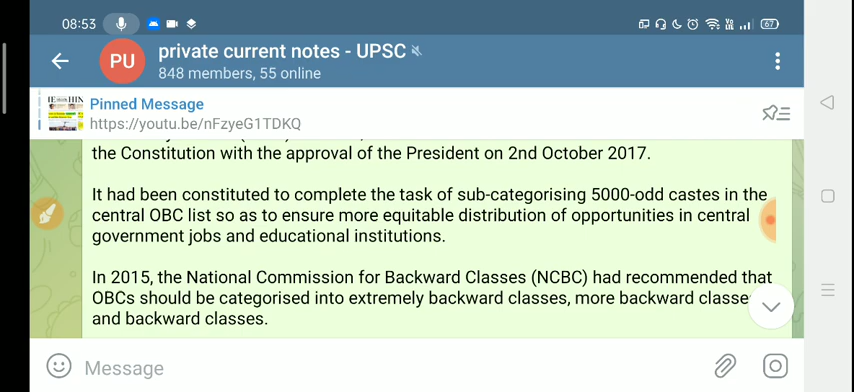 08:53
67
PU
private current notes - UPSC
848 members, 55 online
Pinned Message
https://youtu.be/nFzyeG1TDKQ
the Constitution with the approval of the President on 2nd October 2017.
It had been constituted to complete the task of sub-categorising 5000-odd castes in the
central OBC list so as to ensure more equitable distribution of opportunities in central
government jobs and educational institutions.
In 2015, the National Commission for Backward Classes (NCBC) had recommended that
OBCs should be categorised into extremely backward classes, more backward classe
and backward classes.
Message